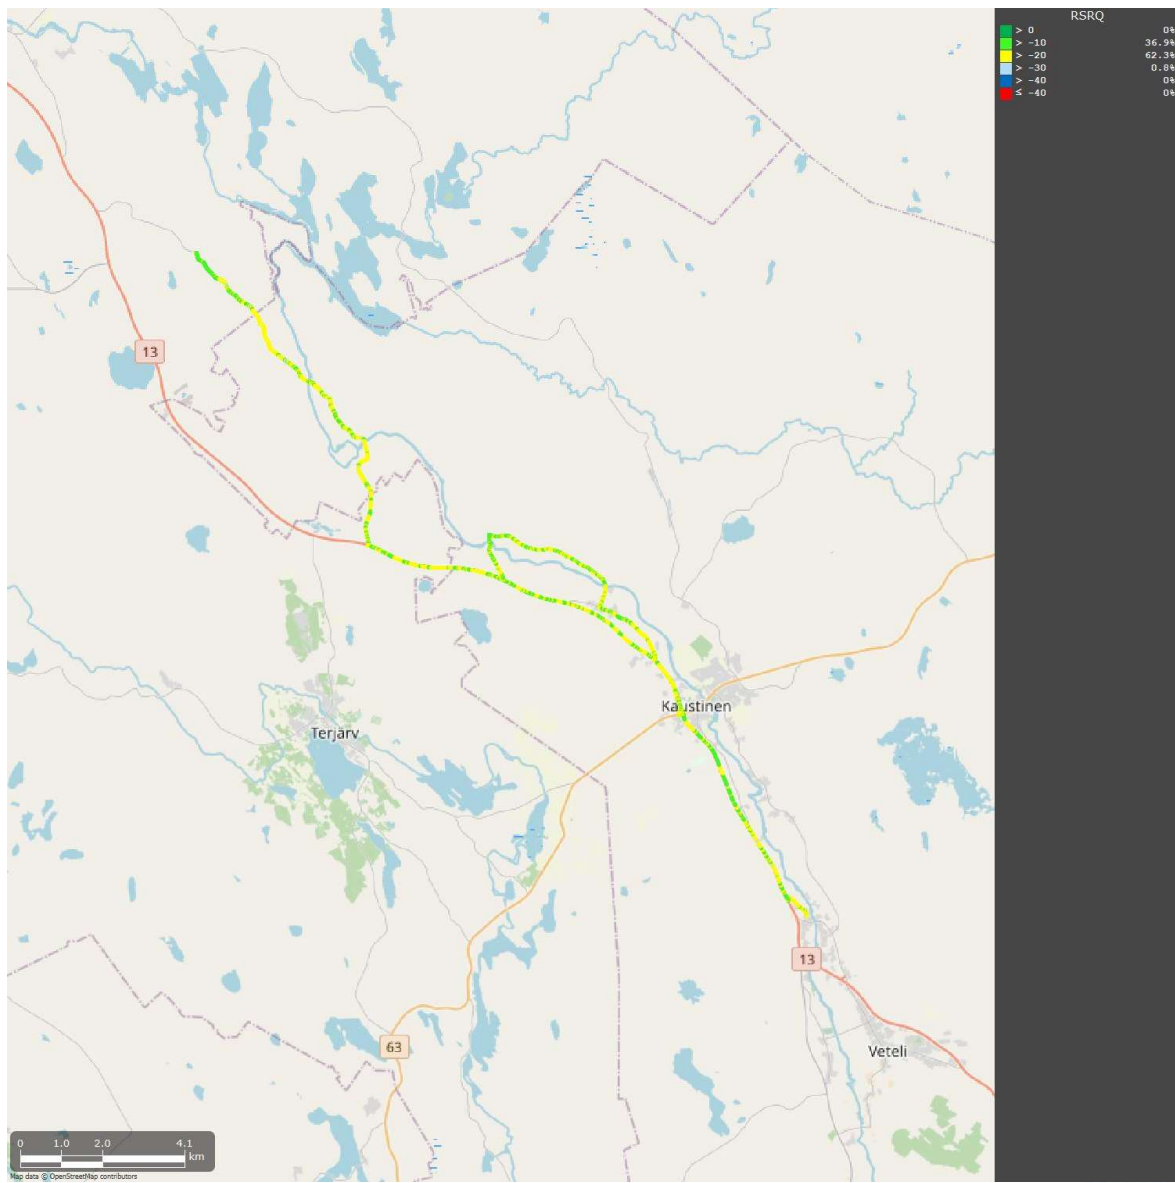 RSRQ
> 0 0%
> -10 36.9%
> -20 62.3%
> -30 0.8%
> -40 0%
≤ -40 0%
13
Kaustinen
Terjärv
13
63
Veteli
0 1.0 2.0 4.1
km
Map data © OpenStreetMap contributors